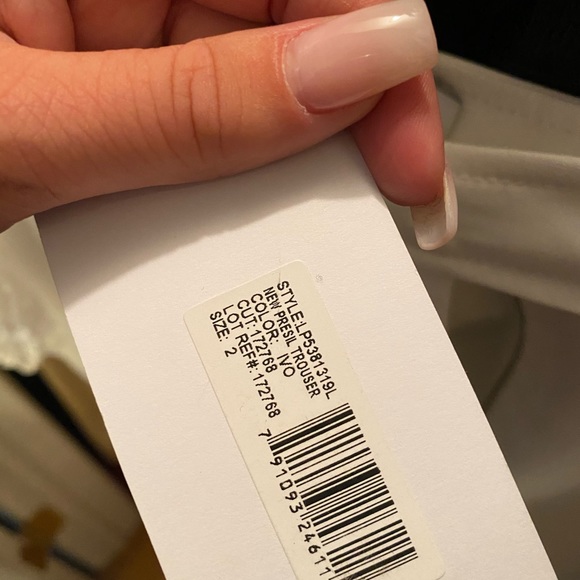 STYLE:LP5381319L
NEW PRESIL TROUSER
COLOR: IVO
CUT:172768
LOT REF#:172768
SIZE: 2
7 91093 24611